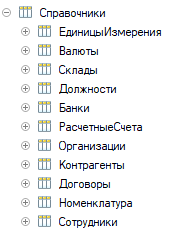 Справочники
ЕдиницыИзмерения
Валюты
Склады
Должности
Банки
РасчетныеСчета
Организации
Контрагенты
Договоры
Номенклатура
Сотрудники